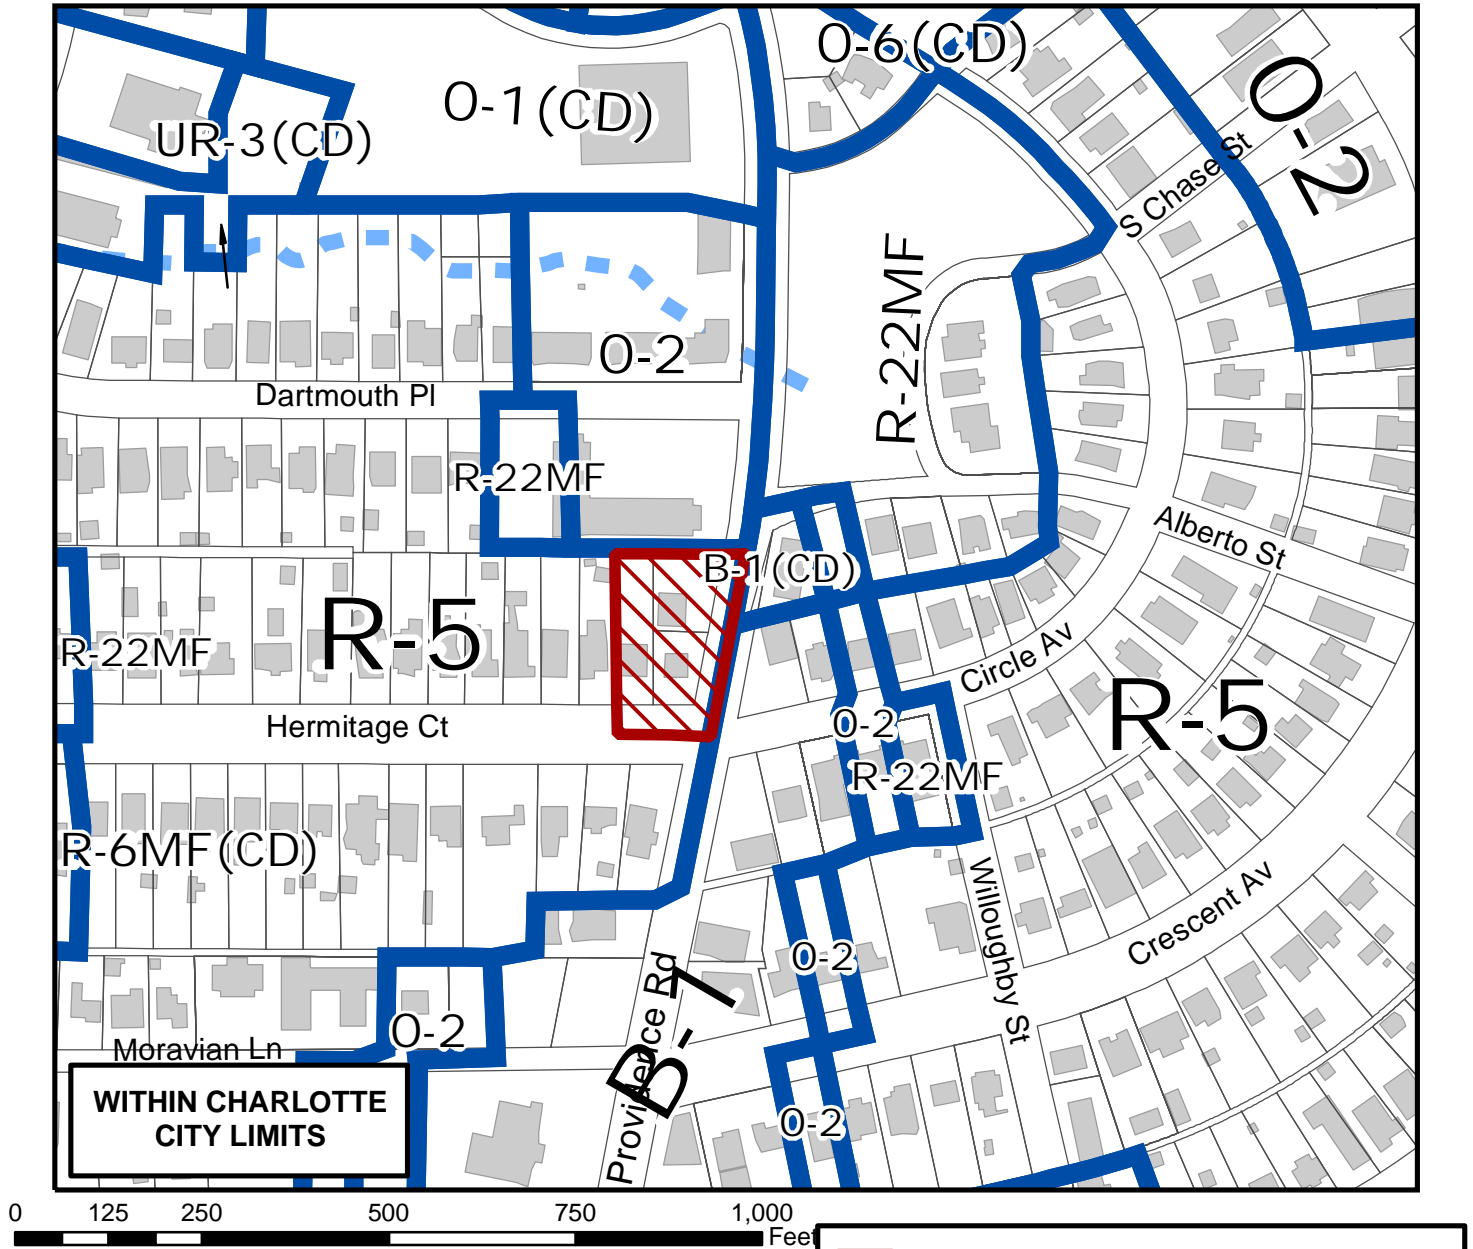 O-6(CD)
O-1(CD)
O-2
UR-3(CD)
S Chase St
R-22MF
O-2
Dartmouth Pl
R-22MF
Alberto St
B-1(CD)
R-5
R-22MF
Circle Av
R-5
Hermitage Ct
O-2
R-22MF
R-6MF(CD)
Willoughby St
Crescent Av
O-2
Providence Rd
B-1
O-2
Moravian Ln
WITHIN CHARLOTTE
CITY LIMITS
O-2
0 125 250 500 750 1,000
Feet